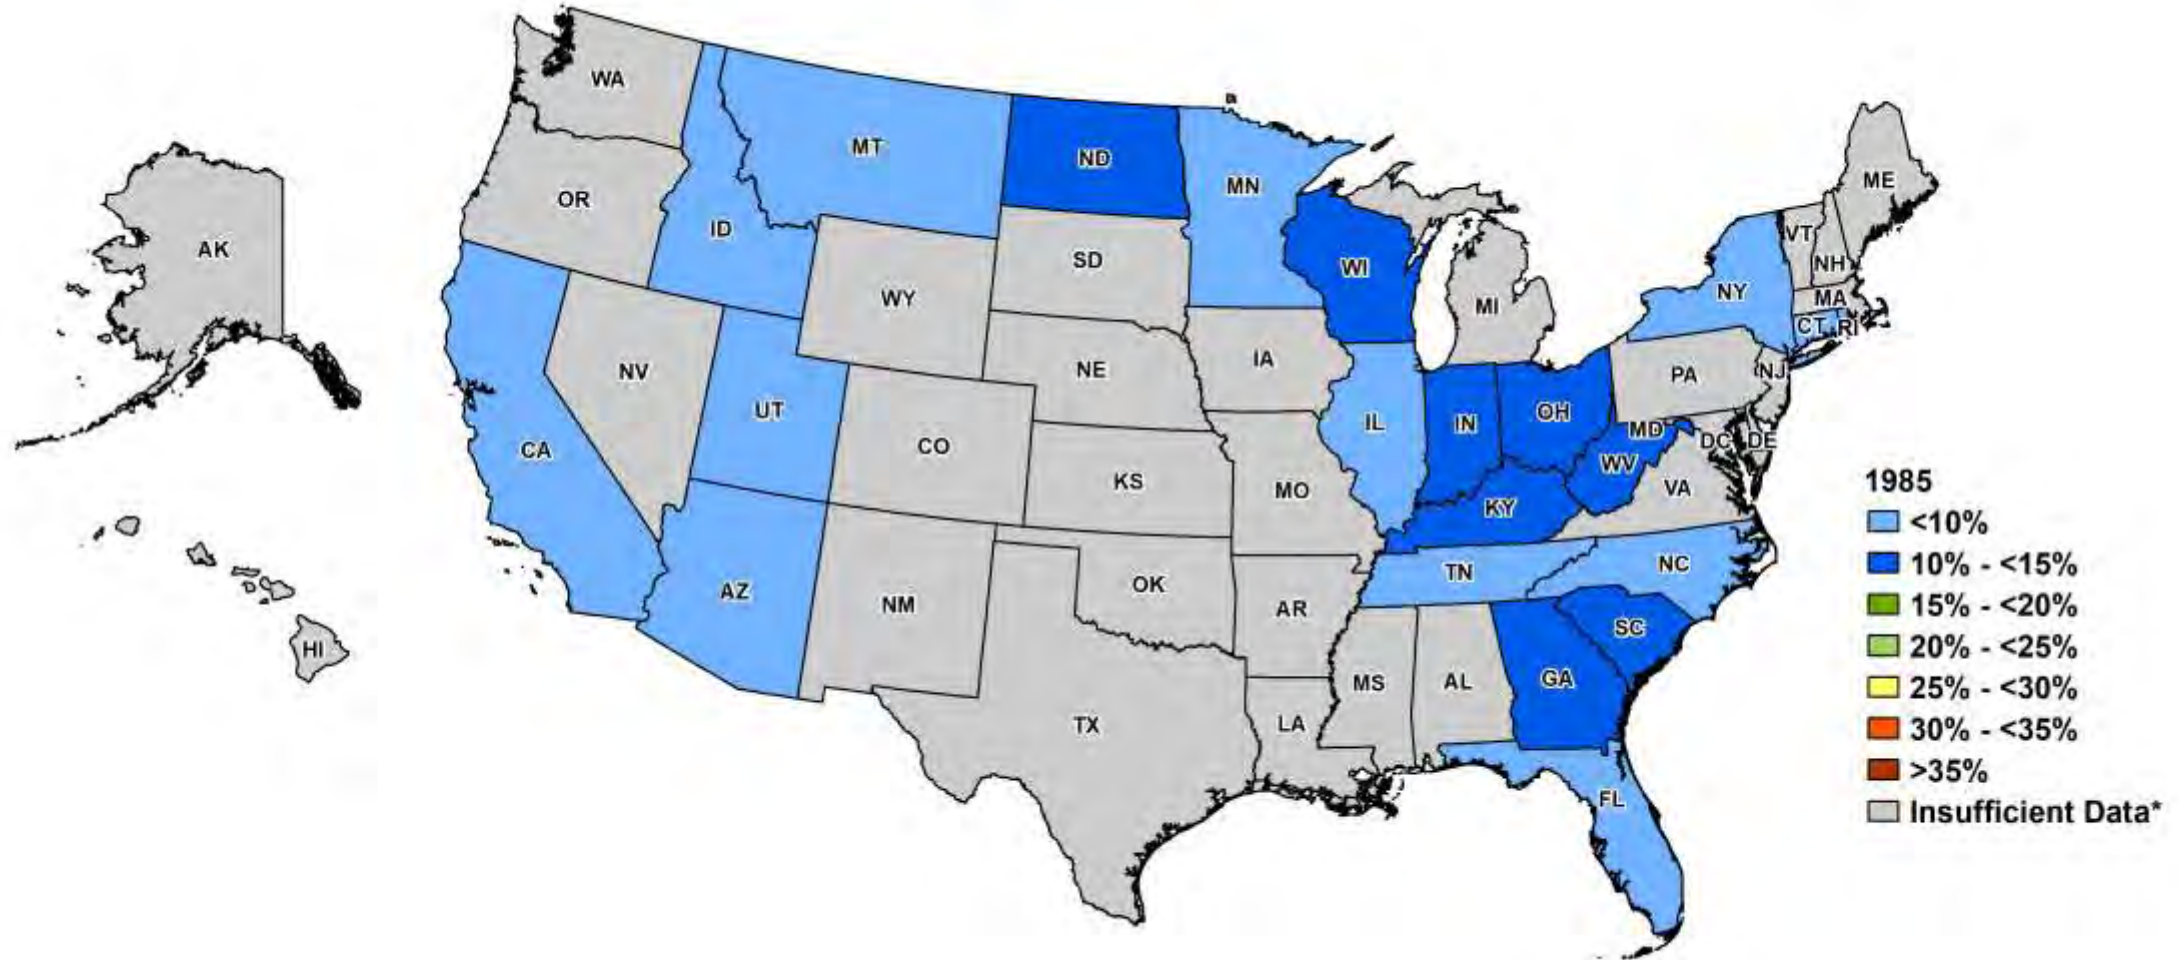 WA
MT
ND
MN
ME
OR
ID
AK
VT
NH
SD
WI
NY
WY
MI
MA
CT
RI
NV
NE
IA
PA
NJ
UT
IL
IN
OH
CA
CO
MD
DC
DE
KS
MO
WV
VA
KY
AZ
NM
OK
AR
TN
NC
SC
HI
MS
AL
GA
TX
LA
FL
1985
<10%
10% - <15%
15% - <20%
20% - <25%
25% - <30%
30% - <35%
>35%
Insufficient Data*